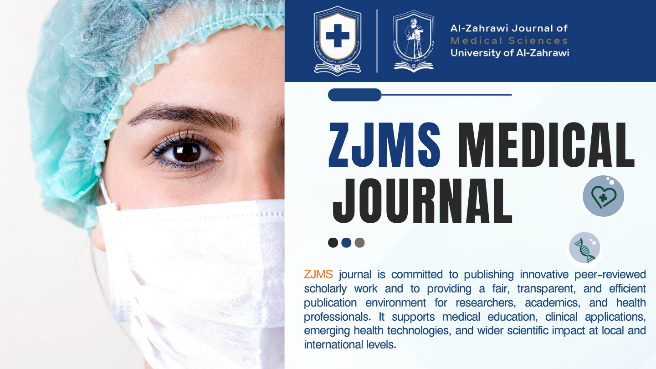 Al-Zahrawi Journal of
Medical Sciences
University of Al-Zahrawi
ZJMS MEDICAL
JOURNAL
ZJMS journal is committed to publishing innovative peer-reviewed
scholarly work and to providing a fair, transparent, and efficient
publication environment for researchers, academics, and health
professionals. It supports medical education, clinical applications,
emerging health technologies, and wider scientific impact at local and
international levels.